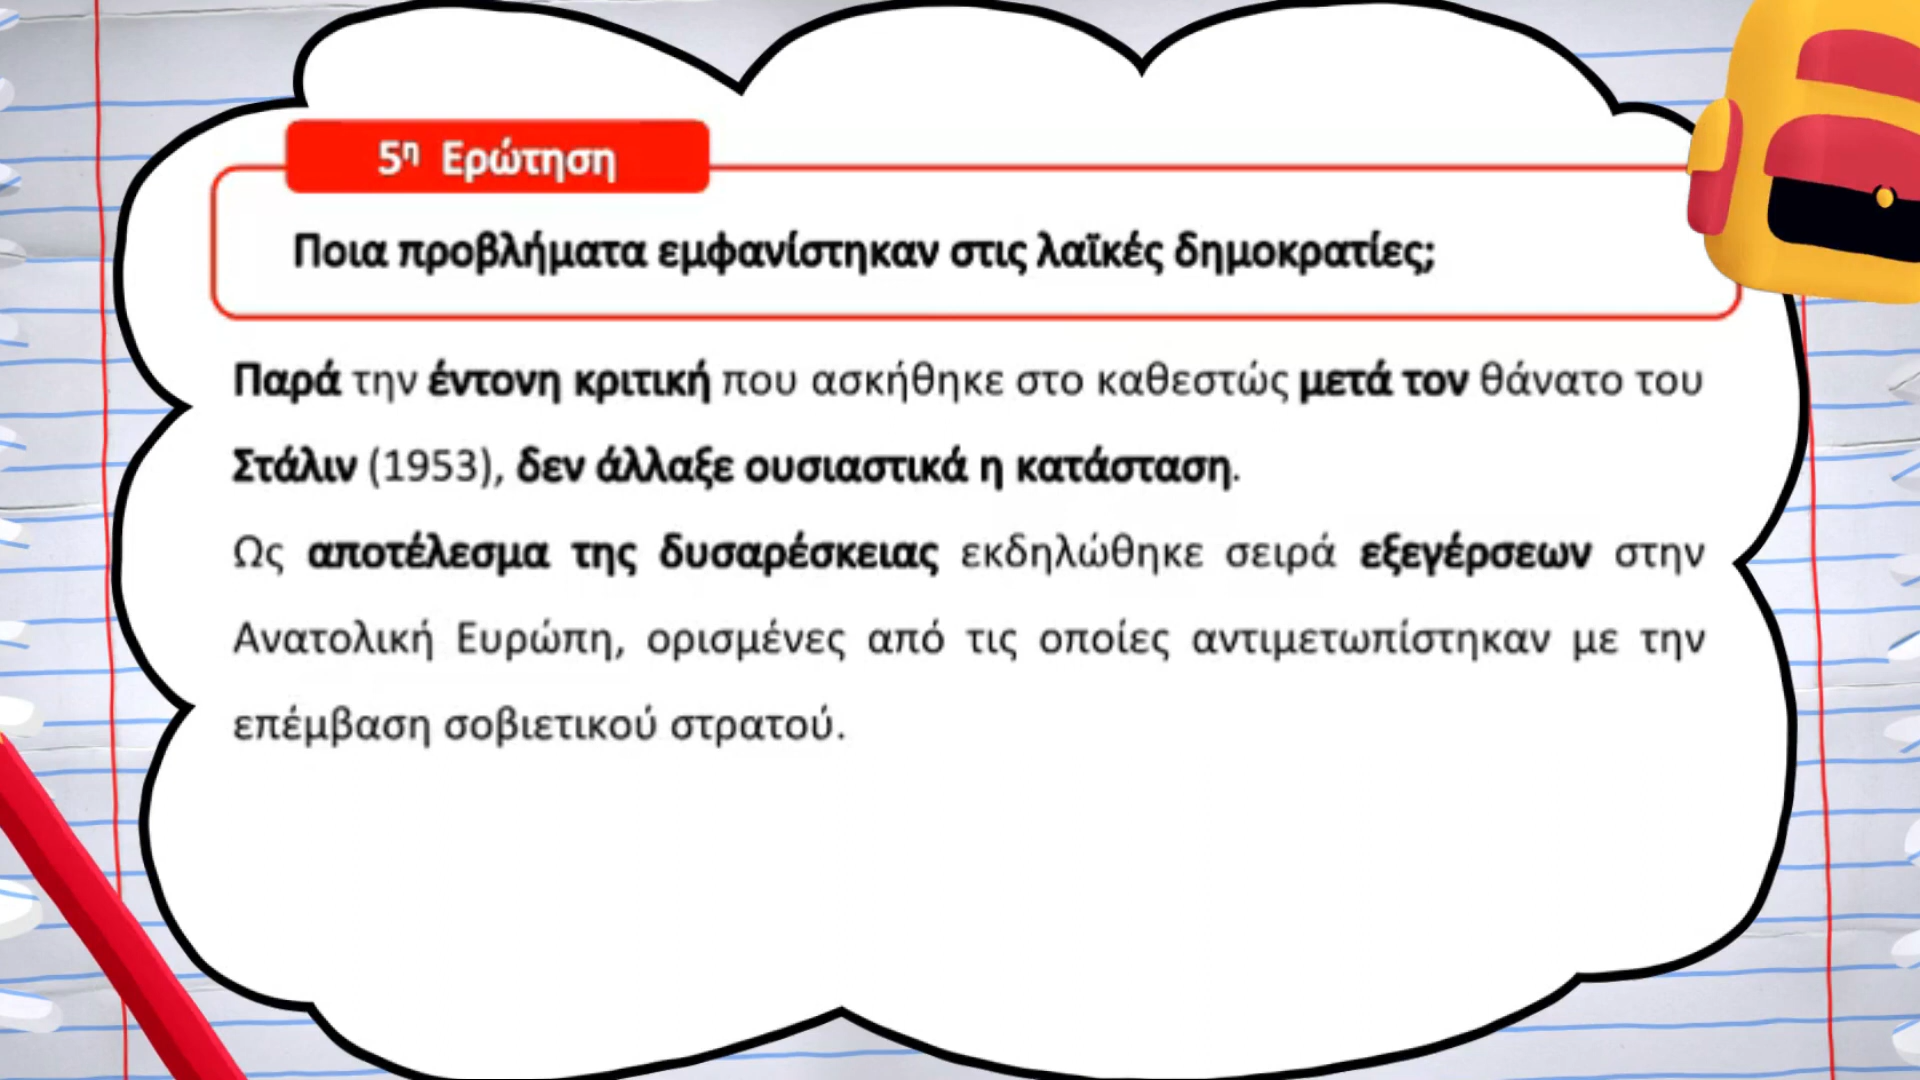 5η Ερώτηση
Ποια προβλήματα εμφανίστηκαν στις λαϊκές δημοκρατίες;
Παρά την έντονη κριτική που ασκήθηκε στο καθεστώς μετά τον θάνατο του
Στάλιν (1953), δεν άλλαξε ουσιαστικά η κατάσταση.
Ως αποτέλεσμα της δυσαρέσκειας εκδηλώθηκε σειρά εξεγέρσεων στην
Ανατολική Ευρώπη, ορισμένες από τις οποίες αντιμετωπίστηκαν με την
επέμβαση σοβιετικού στρατού.